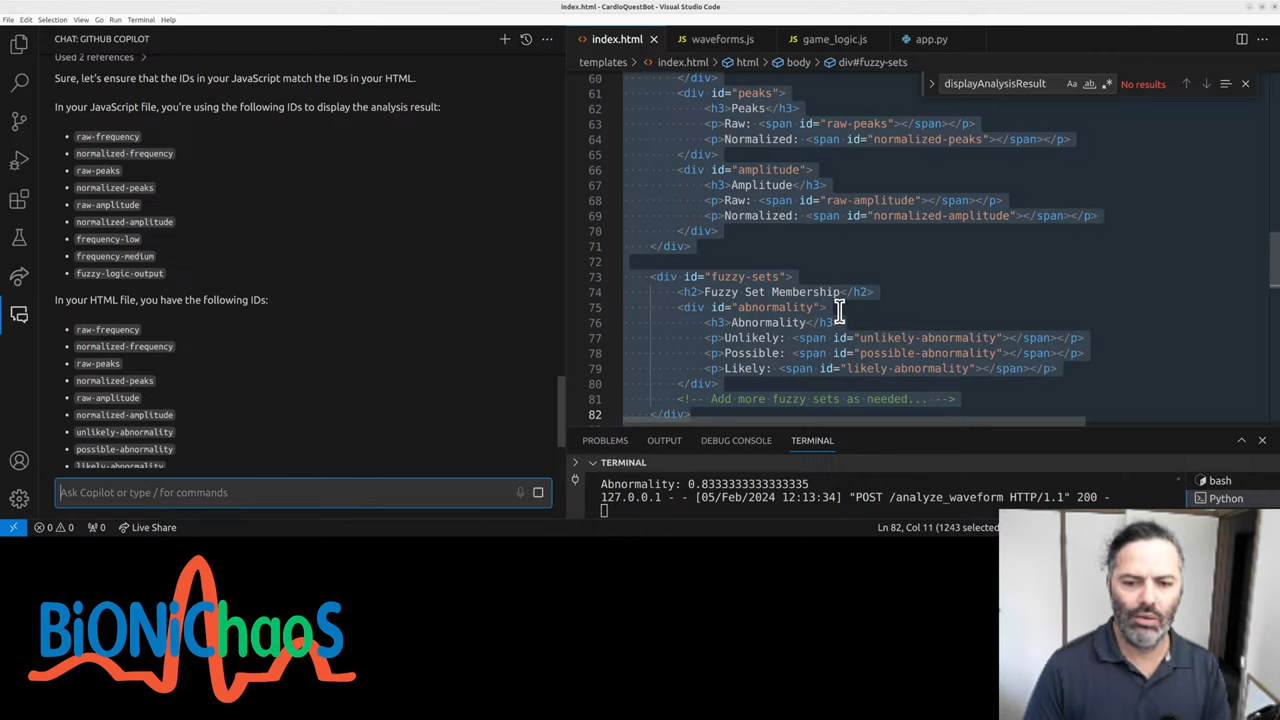 index.html - CardioQuestBot - Visual Studio Code
File Edit Selection View Go Run Terminal Help
CHAT: GITHUB COPILOT
Used 2 references
Sure, let's ensure that the IDs in your JavaScript match the IDs in your HTML.
In your JavaScript file, you're using the following IDs to display the analysis result:
raw-frequency
normalized-frequency
raw-peaks
normalized-peaks
raw-amplitude
normalized-amplitude
frequency-low
frequency-medium
fuzzy-logic-output
In your HTML file, you have the following IDs:
raw-frequency
normalized-frequency
raw-peaks
normalized-peaks
raw-amplitude
normalized-amplitude
unlikely-abnormality
possible-abnormality
likely-abnormality
Ask Copilot or type / for commands
index.html waveforms.js game_logic.js app.py
templates > index.html > html > body > div#fuzzy-sets
displayAnalysisResult Aa ab .* No results
60 </div>
61 <div id="peaks">
62 <h3>Peaks</h3>
63 <p>Raw: <span id="raw-peaks"></span></p>
64 <p>Normalized: <span id="normalized-peaks"></span></p>
65 </div>
66 <div id="amplitude">
67 <h3>Amplitude</h3>
68 <p>Raw: <span id="raw-amplitude"></span></p>
69 <p>Normalized: <span id="normalized-amplitude"></span></p>
70 </div>
71 </div>
72
73 <div id="fuzzy-sets">
74 <h2>Fuzzy Set Membership</h2>
75 <div id="abnormality">
76 <h3>Abnormality</h3>
77 <p>Unlikely: <span id="unlikely-abnormality"></span></p>
78 <p>Possible: <span id="possible-abnormality"></span></p>
79 <p>Likely: <span id="likely-abnormality"></span></p>
80 </div>
81 <!-- Add more fuzzy sets as needed... -->
82 </div>
PROBLEMS OUTPUT DEBUG CONSOLE TERMINAL
TERMINAL
Abnormality: 0.8333333333333335
127.0.0.1 - - [05/Feb/2024 12:13:34] "POST /analyze_waveform HTTP/1.1" 200 -
bash
Python
0 0 0 Live Share Ln 82, Col 11 (1243 selected
BiONiChaoS